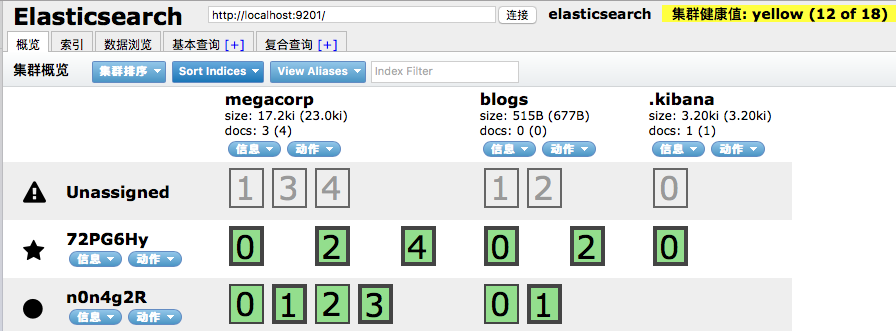 Elasticsearch http://localhost:9201/ 连接 elasticsearch 集群健康值: yellow (12 of 18)
概览 索引 数据浏览 基本查询 [+] 复合查询 [+]
集群概览 集群排序 Sort Indices View Aliases Index Filter
megacorp blogs .kibana
size: 17.2ki (23.0ki) size: 515B (677B) size: 3.20ki (3.20ki)
docs: 3 (4) docs: 0 (0) docs: 1 (1)
信息 动作 信息 动作 信息 动作
Unassigned 1 3 4 1 2 0
72PG6Hy 0 2 4 0 2 0
信息 动作
n0n4g2R 0 1 2 3 0 1
信息 动作